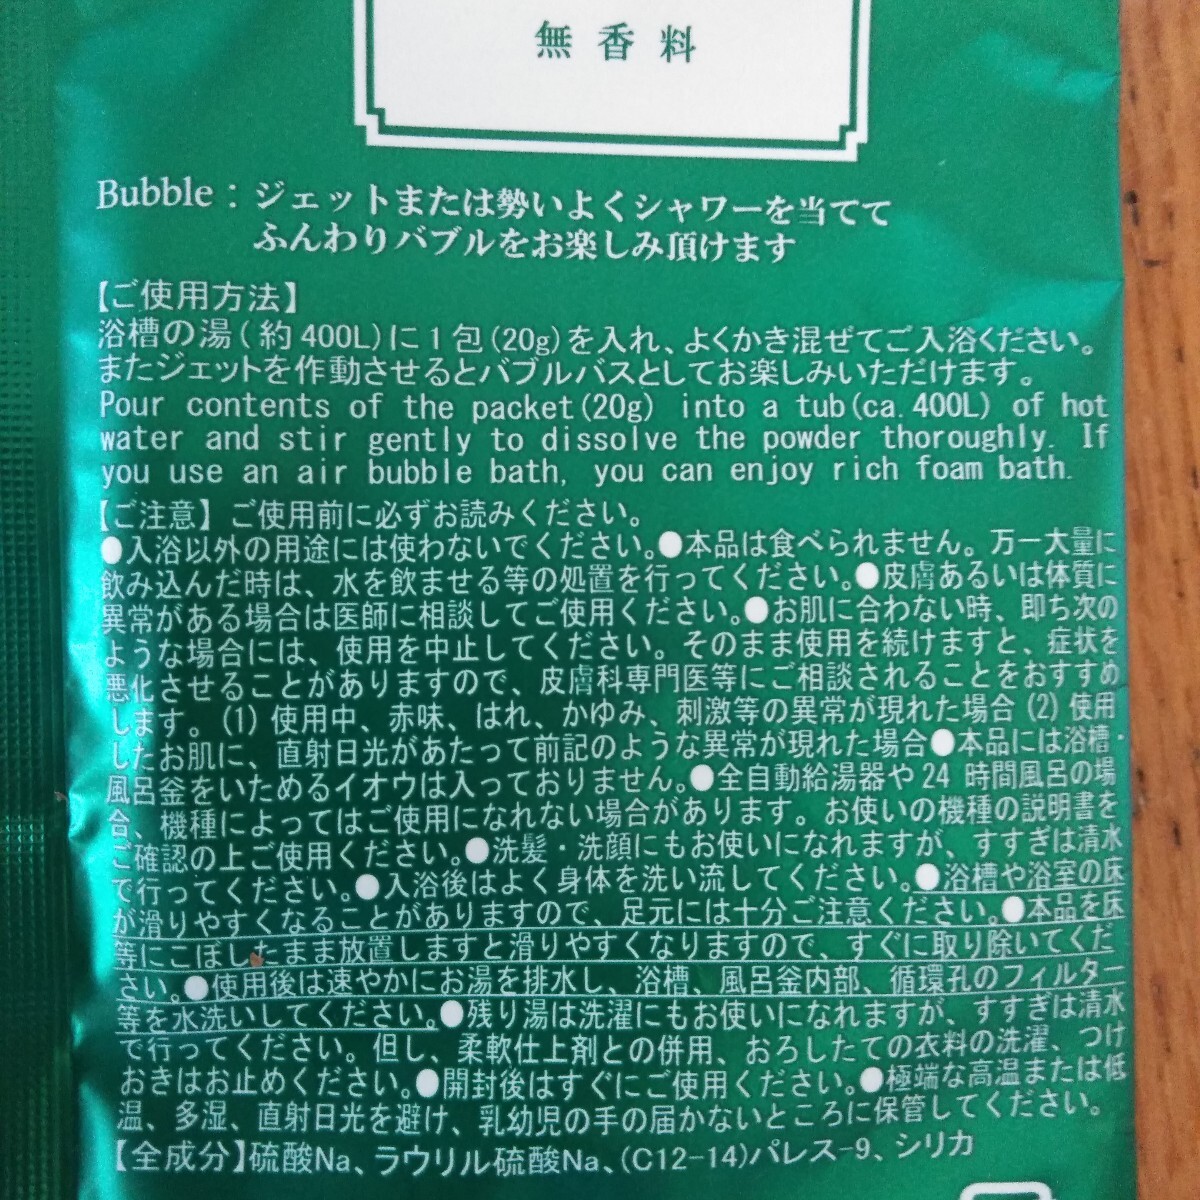 無香料
Bubble : ジェットまたは勢いよくシャワーを当てて
ふんわりバブルをお楽しみ頂けます
【ご使用方法】
浴槽の湯(約400L)に1包(20g)を入れ、よくかき混ぜてご入浴ください。
またジェットを作動させるとバブルバスとしてお楽しみいただけます。
Pour contents of the packet(20g) into a tub(ca.400L) of hot
water and stir gently to dissolve the powder thoroughly. If
you use an air bubble bath, you can enjoy rich foam bath.
【ご注意】ご使用前に必ずお読みください。
●入浴以外の用途には使わないでください。●本品は食べられません。万一大量に
飲み込んだ時は、水を飲ませる等の処置を行ってください。●皮膚あるいは体質に
異常がある場合は医師に相談してご使用ください。●お肌に合わない時、即ち次の
ような場合には、使用を中止してください。そのまま使用を続けますと、症状を
悪化させることがありますので、皮膚科専門医等にご相談されることをおすすめ
します。(1)使用中、赤味、はれ、かゆみ、刺激等の異常が現れた場合(2)使用
したお肌に、直射日光があたって前記のような異常が現れた場合●本品には浴槽・
風呂釜をいためるイオウは入っておりません。●全自動給湯器や24時間風呂の場
合、機種によってはご使用になれない場合があります。お使いの機種の説明書を
ご確認の上ご使用ください。●洗髪・洗顔にもお使いになれますが、すすぎは清水
で行ってください。●入浴後はよく身体を洗い流してください。●浴槽や浴室の床
が滑りやすくなることがありますので、足元には十分ご注意ください。●本品を床
等にこぼしたまま放置しますと滑りやすくなりますので、すぐに取り除いてくだ
さい。●使用後は速やかにお湯を排水し、浴槽、風呂釜内部、循環孔のフィルター
等を水洗いしてください。●残り湯は洗濯にもお使いになれますが、すすぎは清水
で行ってください。但し、柔軟仕上剤との併用、おろしたての衣料の洗濯、つけ
おきはお止めください。●開封後はすぐにご使用ください。●極端な高温または低
温、多湿、直射日光を避け、乳幼児の手の届かないところに保管してください。
【全成分】硫酸Na、ラウリル硫酸Na、(C12-14)パレス-9、シリカ